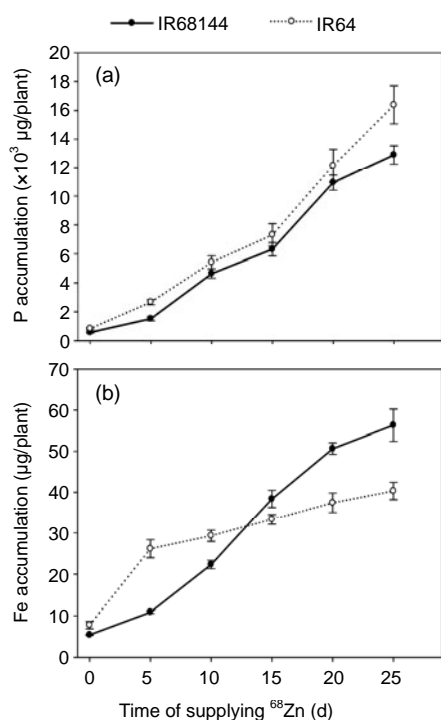 IR68144 IR64
20
18
16
14
12
10
8
6
4
2
0
P accumulation (×10³ µg/plant)
(a)
70
60
50
40
30
20
10
0
Fe accumulation (µg/plant)
(b)
0 5 10 15 20 25
Time of supplying ⁶⁸Zn (d)